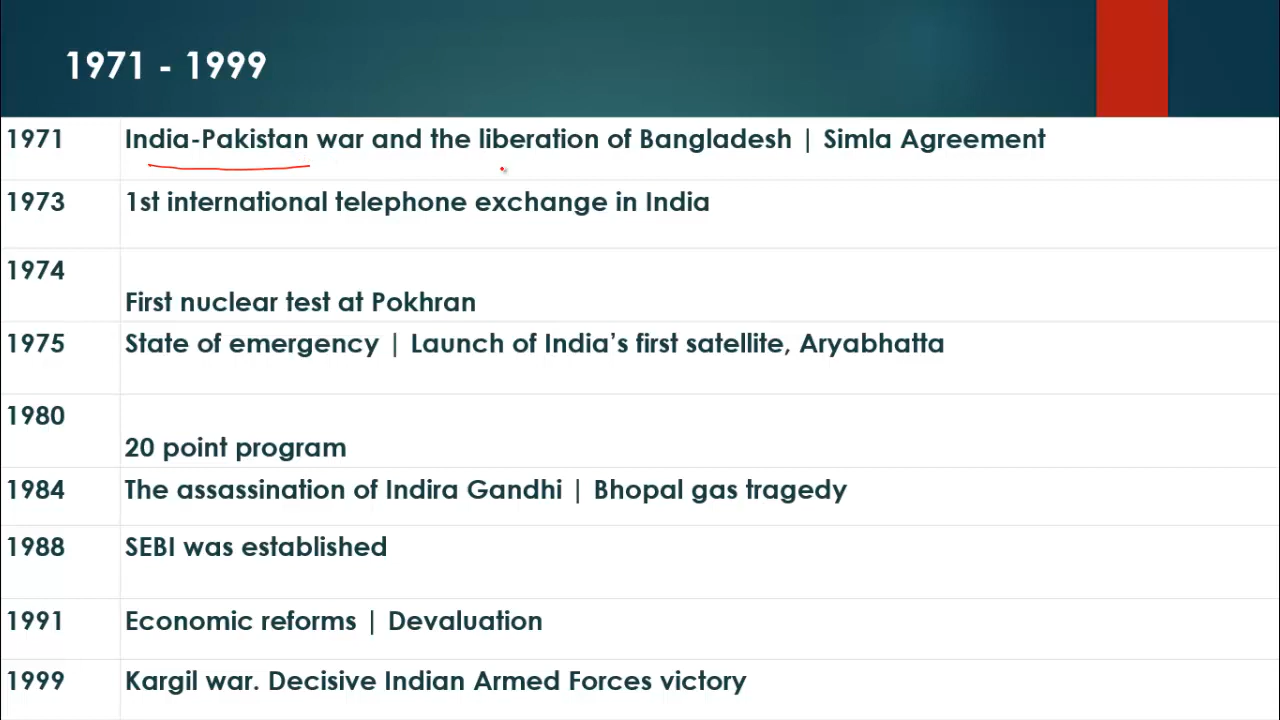 1971 - 1999
1971 India-Pakistan war and the liberation of Bangladesh | Simla Agreement
1973 1st international telephone exchange in India
1974
First nuclear test at Pokhran
1975 State of emergency | Launch of India’s first satellite, Aryabhatta
1980
20 point program
1984 The assassination of Indira Gandhi | Bhopal gas tragedy
1988 SEBI was established
1991 Economic reforms | Devaluation
1999 Kargil war. Decisive Indian Armed Forces victory